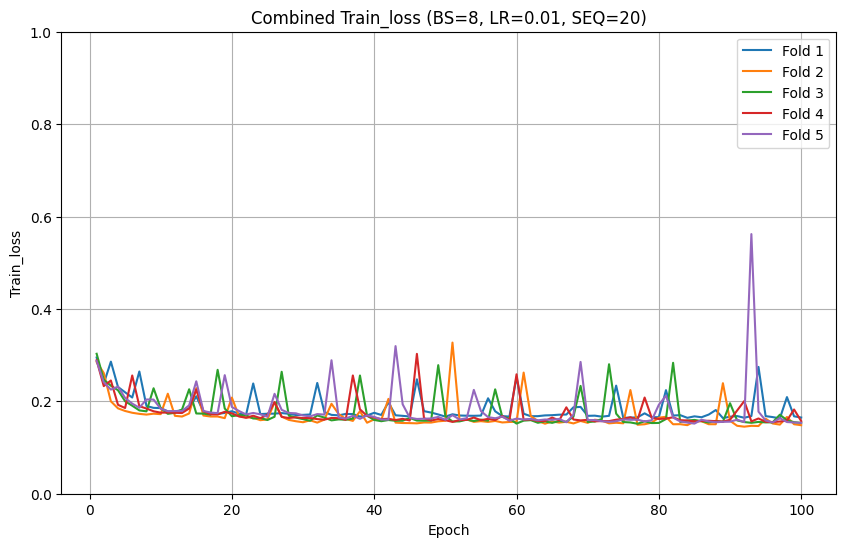 Combined Train_loss (BS=8, LR=0.01, SEQ=20)
Fold 1
Fold 2
Fold 3
Fold 4
Fold 5
Train_loss
1.0
0.8
0.6
0.4
0.2
0.0
0 20 40 60 80 100
Epoch